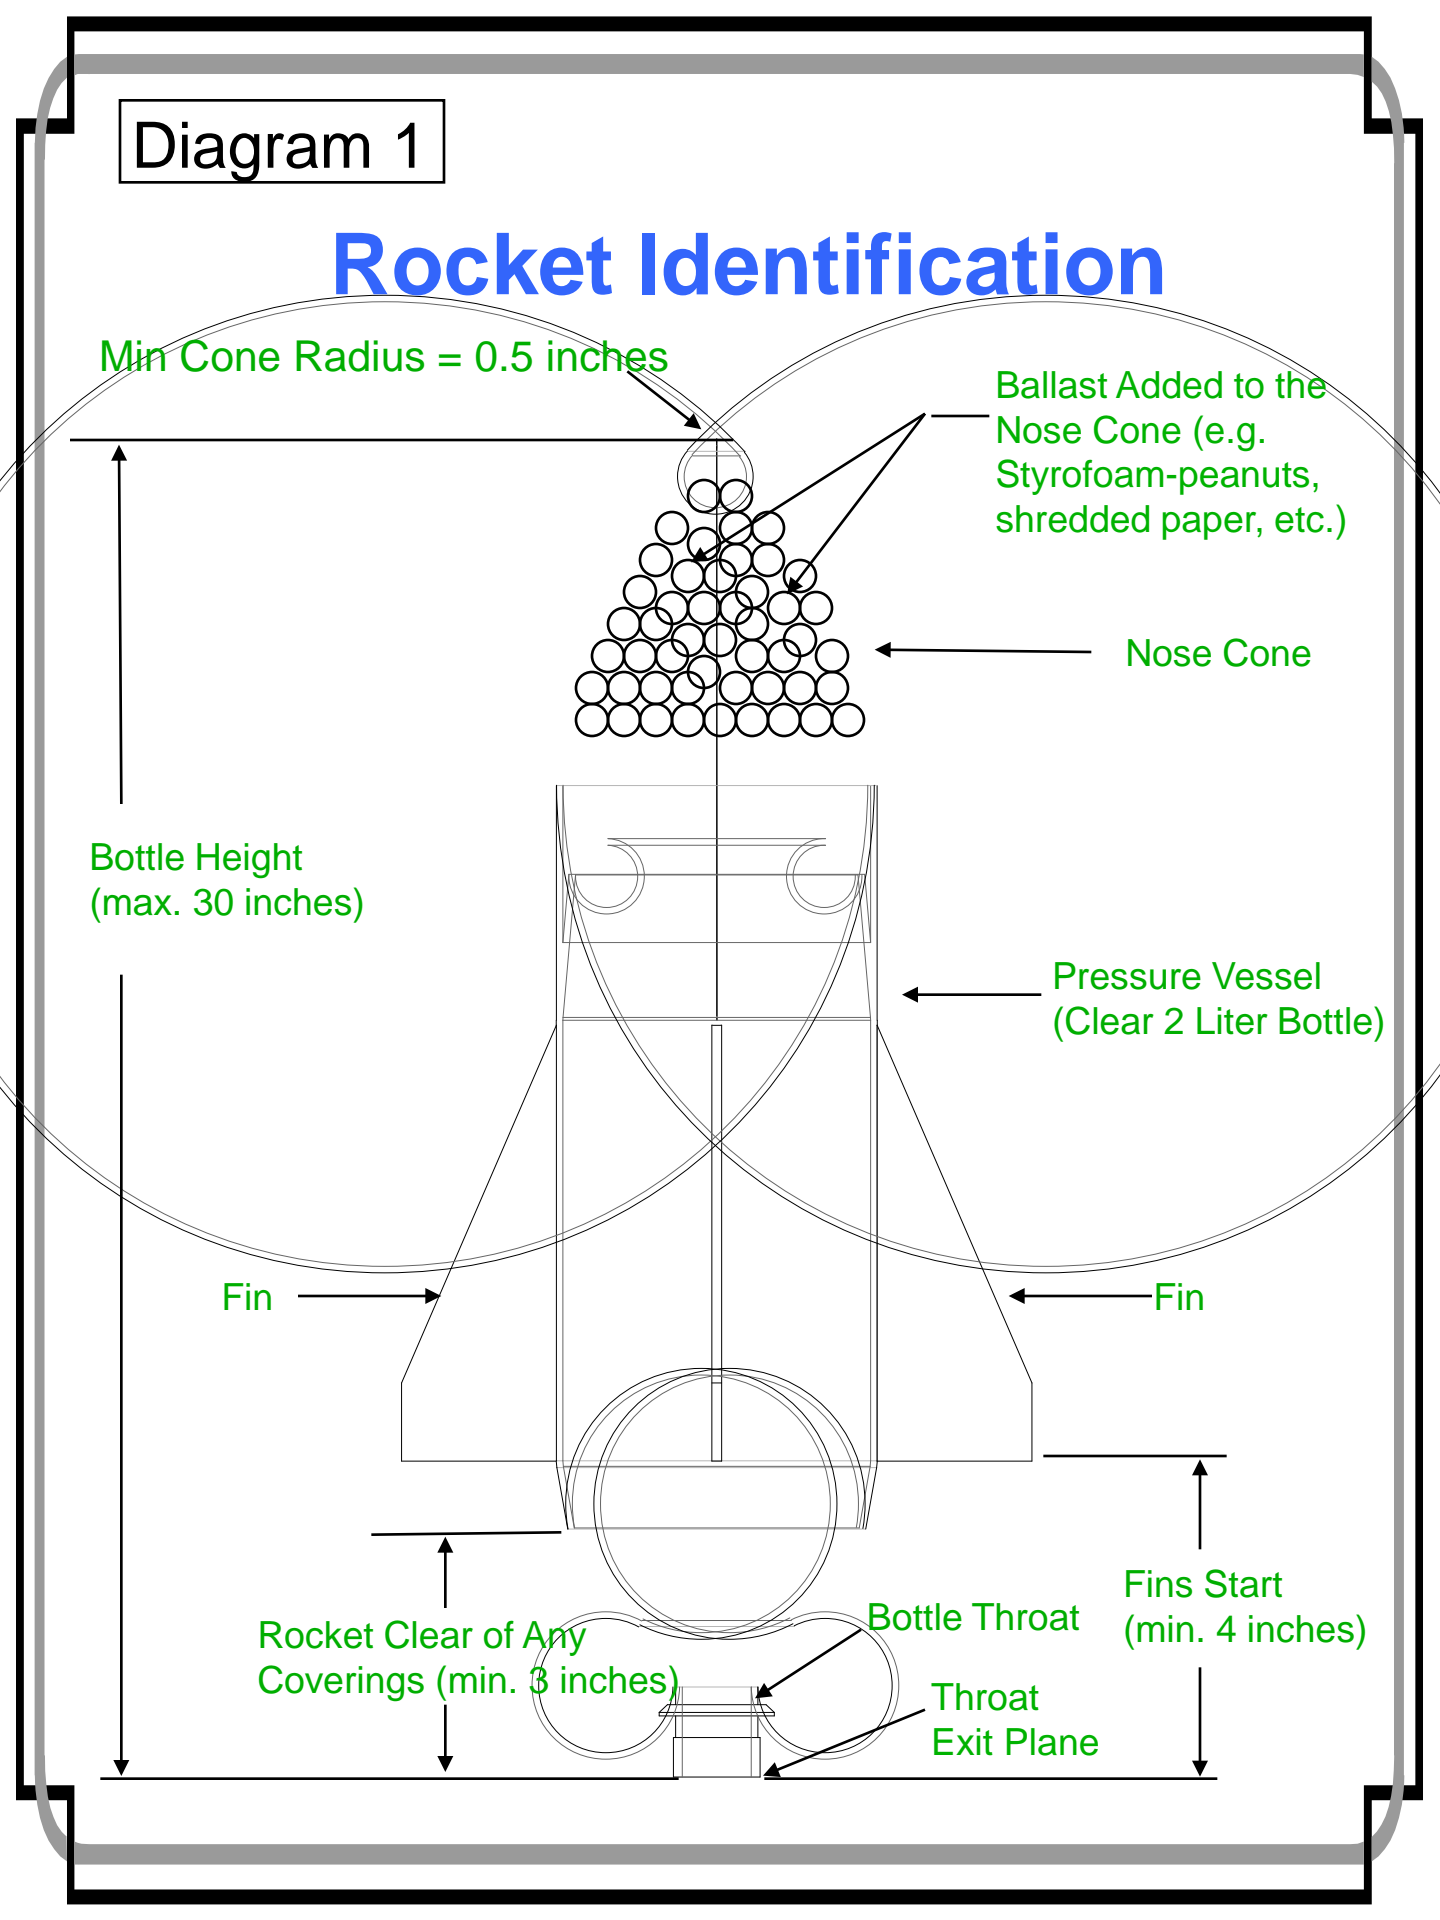 Diagram 1
Rocket Identification
Min Cone Radius = 0.5 inches
Ballast Added to the
Nose Cone (e.g.
Styrofoam-peanuts,
shredded paper, etc.)
Nose Cone
Bottle Height
(max. 30 inches)
Pressure Vessel
(Clear 2 Liter Bottle)
Fin
Fin
Fins Start
(min. 4 inches)
Bottle Throat
Rocket Clear of Any
Coverings (min. 3 inches)
Throat
Exit Plane